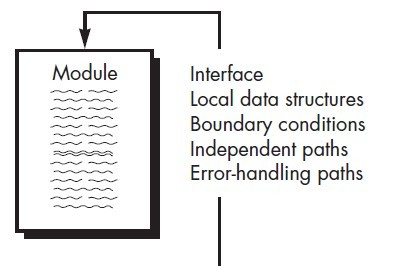 Module
Interface
Local data structures
Boundary conditions
Independent paths
Error-handling paths